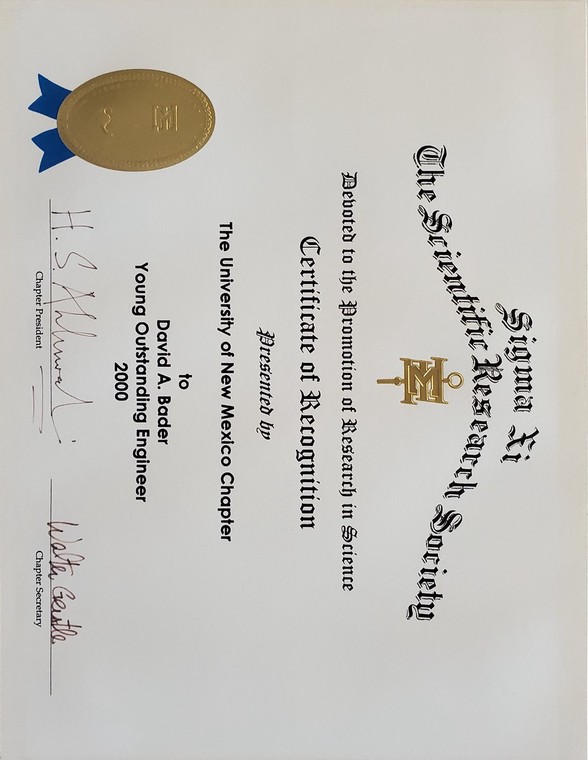 Sigma Xi
The Scientific Research Society
Devoted to the Promotion of Research in Science
Certificate of Recognition
Presented by
The University of New Mexico Chapter
to
David A. Bader
Young Outstanding Engineer
2000
Chapter President
Walter Gerstle
Chapter Secretary